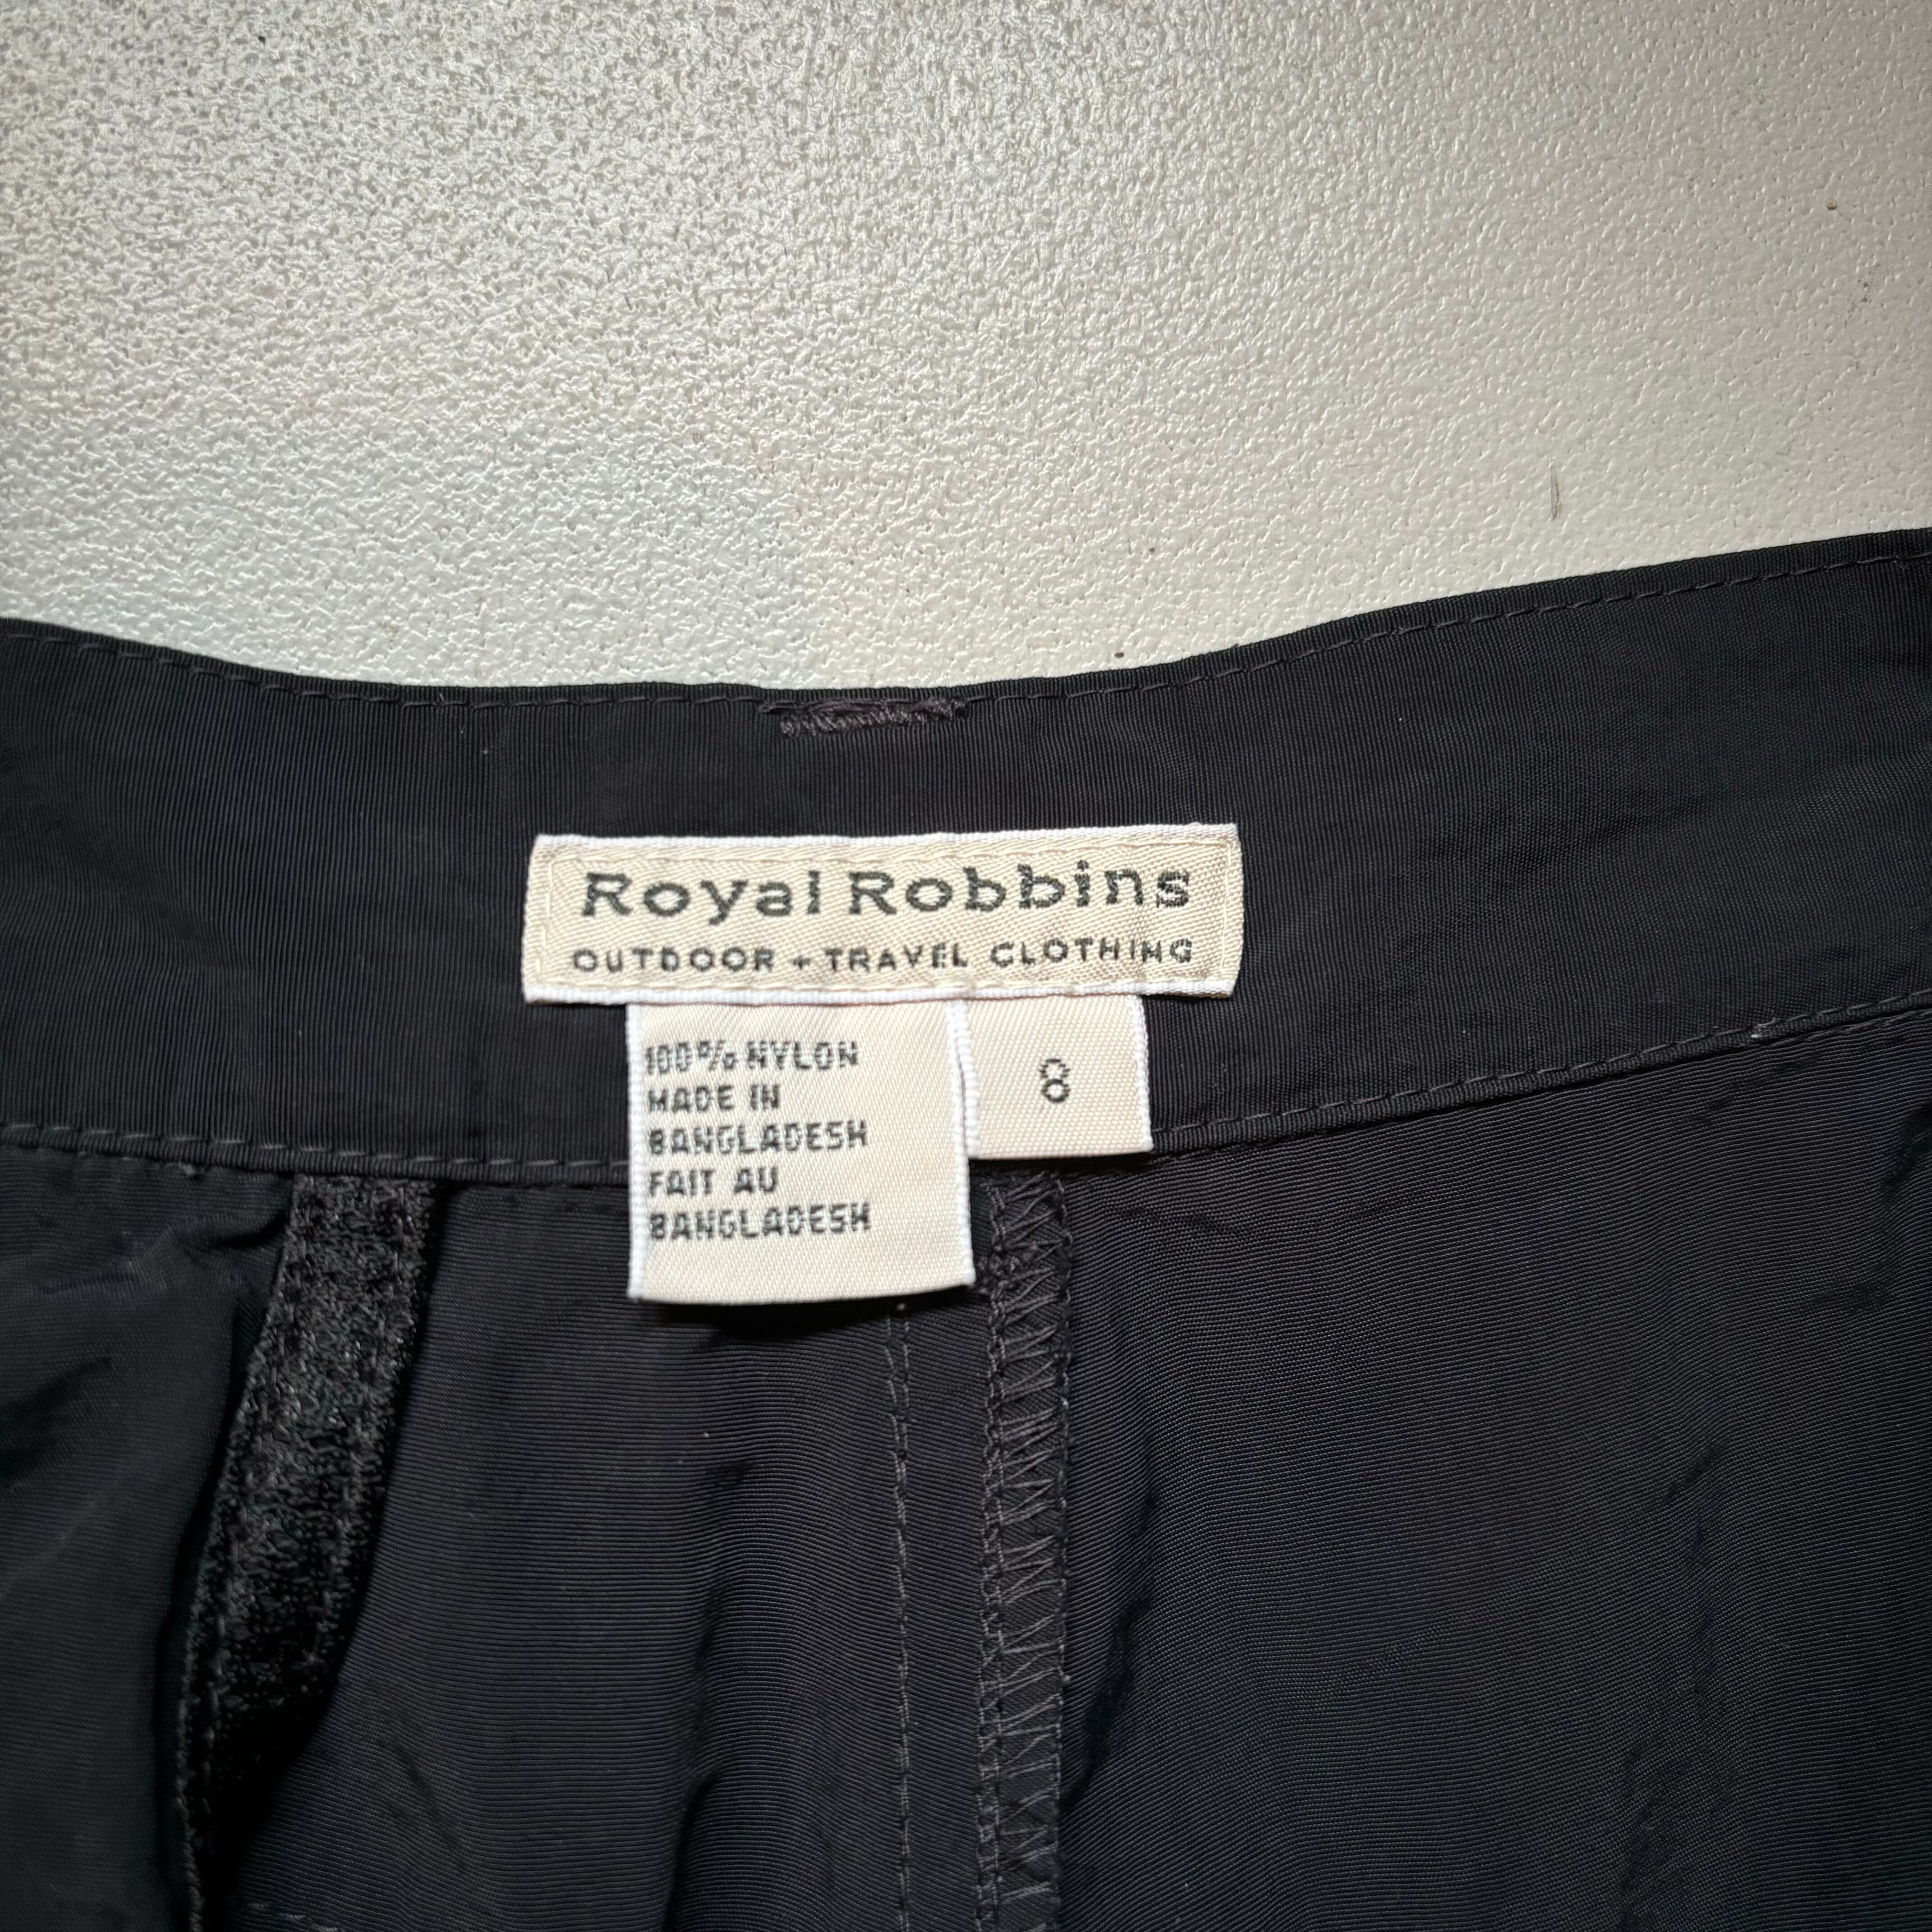 Royal Robbins
OUTDOOR + TRAVEL CLOTHING
100% NYLON
MADE IN
BANGLADESH
FAIT AU
BANGLADESH
8